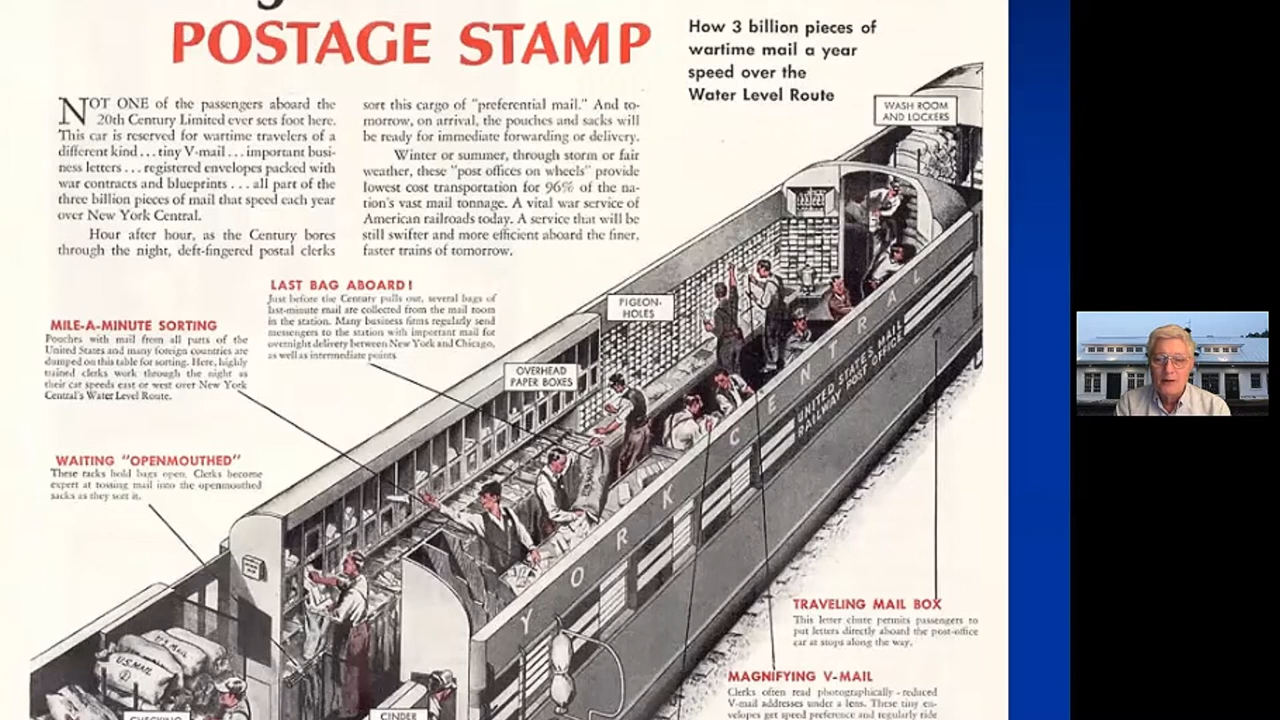 POSTAGE STAMP
How 3 billion pieces of
wartime mail a year
speed over the
Water Level Route
NOT ONE of the passengers aboard the
20th Century Limited ever sets foot here.
This car is reserved for wartime travelers of a
different kind...tiny V-mail...important busi-
ness letters...registered envelopes packed with
war contracts and blueprints...all part of the
three billion pieces of mail that speed each year
over New York Central.
Hour after hour, as the Century bores
through the night, deft-fingered postal clerks
sort this cargo of "preferential mail." And to-
morrow, on arrival, the pouches and sacks will
be ready for immediate forwarding or delivery.
Winter or summer, through storm or fair
weather, these "post offices on wheels" provide
lowest cost transportation for 96% of the na-
tion's vast mail tonnage. A vital war service of
American railroads today. A service that will be
still swifter and more efficient aboard the finer,
faster trains of tomorrow.
WASH ROOM
AND LOCKERS
LAST BAG ABOARD!
Just before the Century pulls out, several bags of
last-minute mail are collected from the mail room
in the station. Many business firms regularly send
messengers to the station with important mail for
overnight delivery between New York and Chicago,
as well as intermediate points
PIGEON-
HOLES
MILE-A-MINUTE SORTING
Pouches with mail from all parts of the
United States and many foreign countries are
dumped on this table for sorting. Here, highly
trained clerks work through the night as
their car speeds east or west over New York
Central's Water Level Route.
OVERHEAD
PAPER BOXES
WAITING "OPENMOUTHED"
These racks hold bags open. Clerks become
expert at tossing mail into the openmouthed
sacks as they sort it.
YORK CENTRAL
UNITED STATES MAIL
RAILWAY POST OFFICE
TRAVELING MAIL BOX
This letter chute permits passengers to
put letters directly aboard the post-office
car at stops along the way.
MAGNIFYING V-MAIL
Clerks often read photographically-reduced
V-mail addresses under a lens. These tiny en-
velopes get speed preference and regularly ride
U.S. MAIL
U.S. MAIL
CHECKING
CINDER